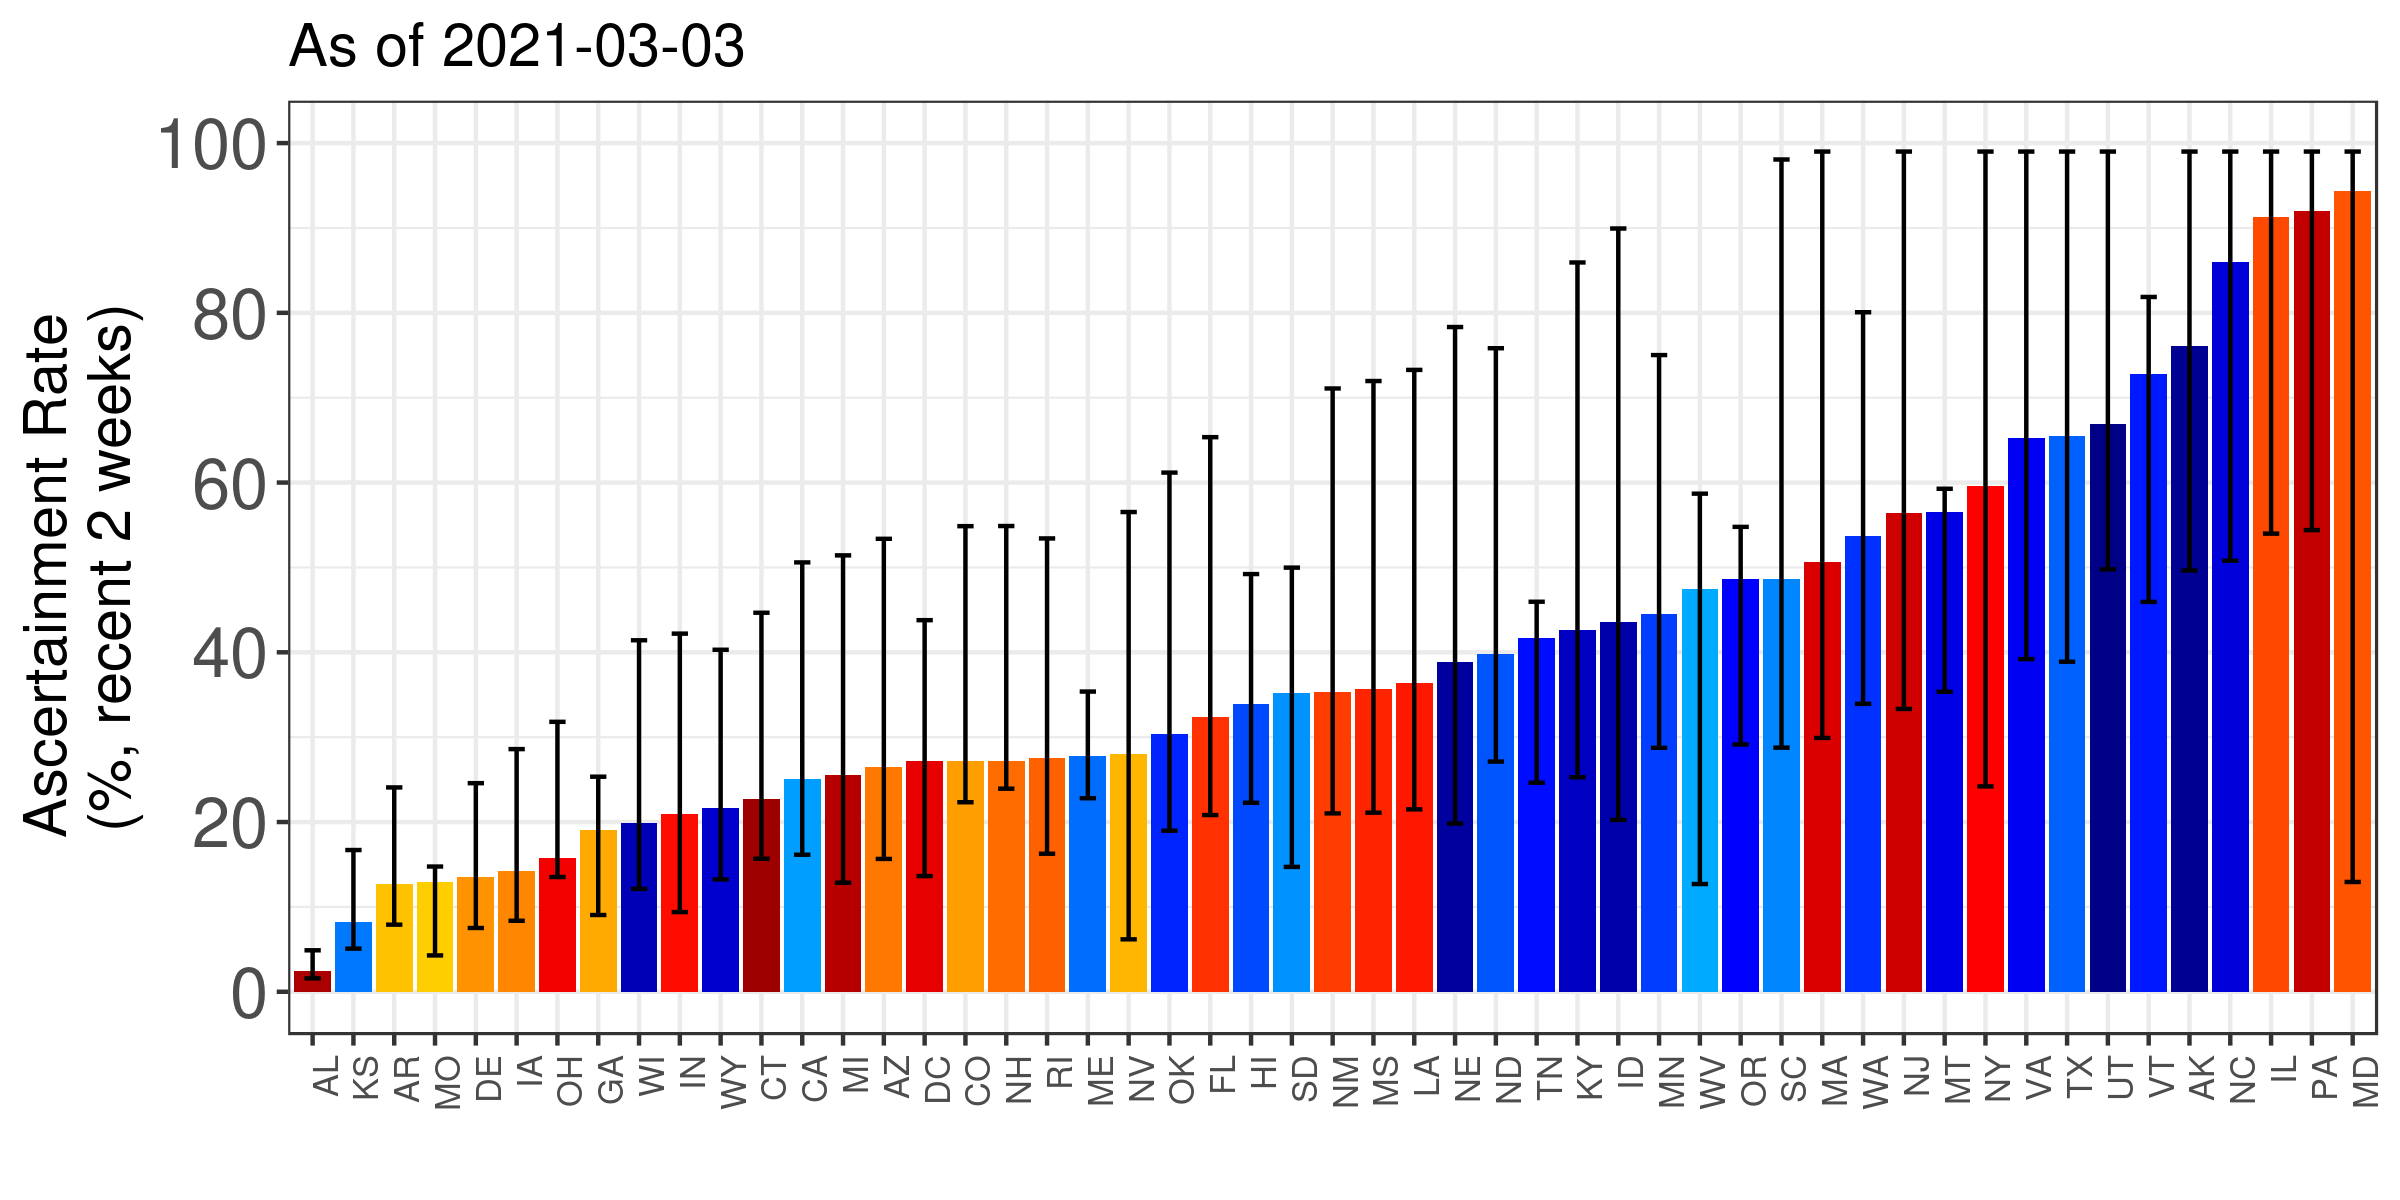 As of 2021-03-03
Ascertainment Rate
(%, recent 2 weeks)
100
80
60
40
20
0
AL KS AR MO DE IA OH GA WI IN WY CT CA MI AZ DC CO NH RI ME NV OK FL HI SD NM MS LA NE ND TN KY ID MN WV OR SC MA WA NJ MT NY VA TX UT VT AK NC IL PA MD